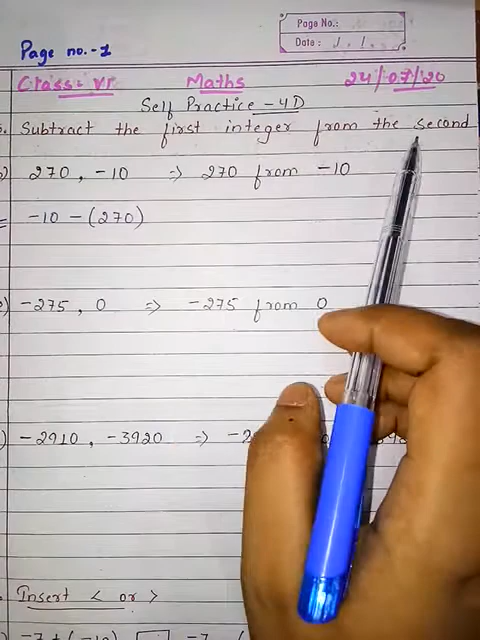 Page No.:
Date: / /
Page no.-1
Class: VI Maths 24/07/20
Self Practice - 4D
Subtract the first integer from the second
270, -10 ⇒ 270 from -10
= -10 - (270)
-275, 0 ⇒ -275 from 0
-2910, -3920 ⇒
Insert < or >